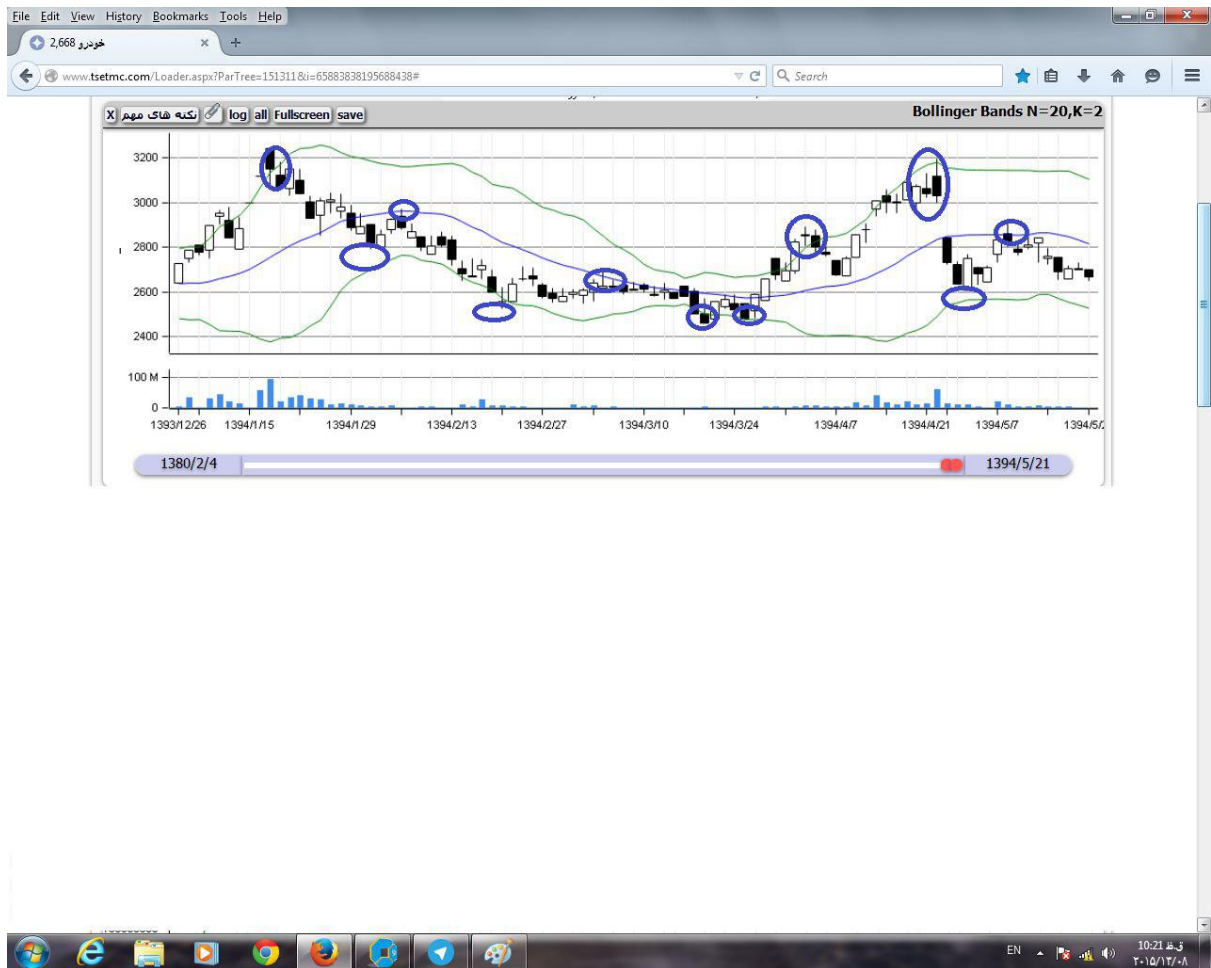 File Edit View History Bookmarks Tools Help
خودرو 2,668
www.tsetmc.com/Loader.aspx?ParTree=151311&i=65883838195688438#
Search
X نکته های مهم log all Fullscreen save
Bollinger Bands N=20,K=2
3200
3000
2800
2600
2400
100 M
0
1393/12/26 1394/1/15 1394/1/29 1394/2/13 1394/2/27 1394/3/10 1394/3/24 1394/4/7 1394/4/21 1394/5/7 1394/5/2
1380/2/4 1394/5/21
EN
10:21 ق.ظ